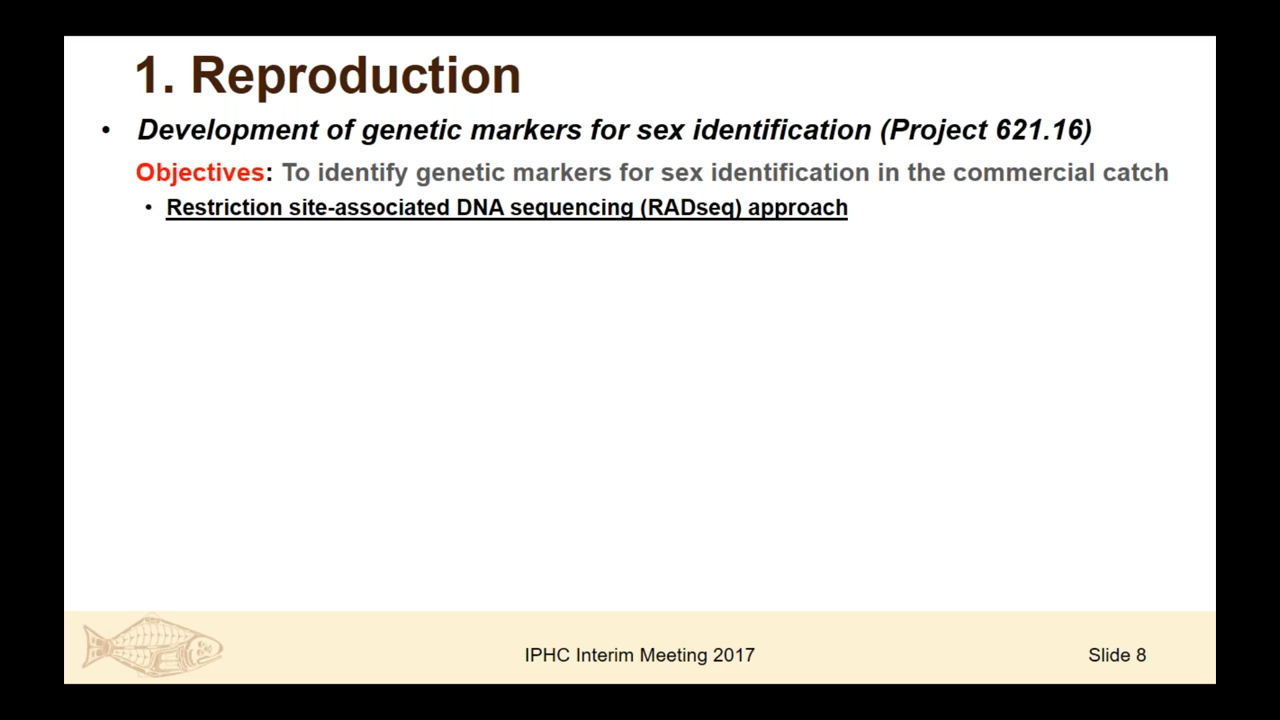 1. Reproduction
• Development of genetic markers for sex identification (Project 621.16)
Objectives: To identify genetic markers for sex identification in the commercial catch
• Restriction site-associated DNA sequencing (RADseq) approach
IPHC Interim Meeting 2017
Slide 8